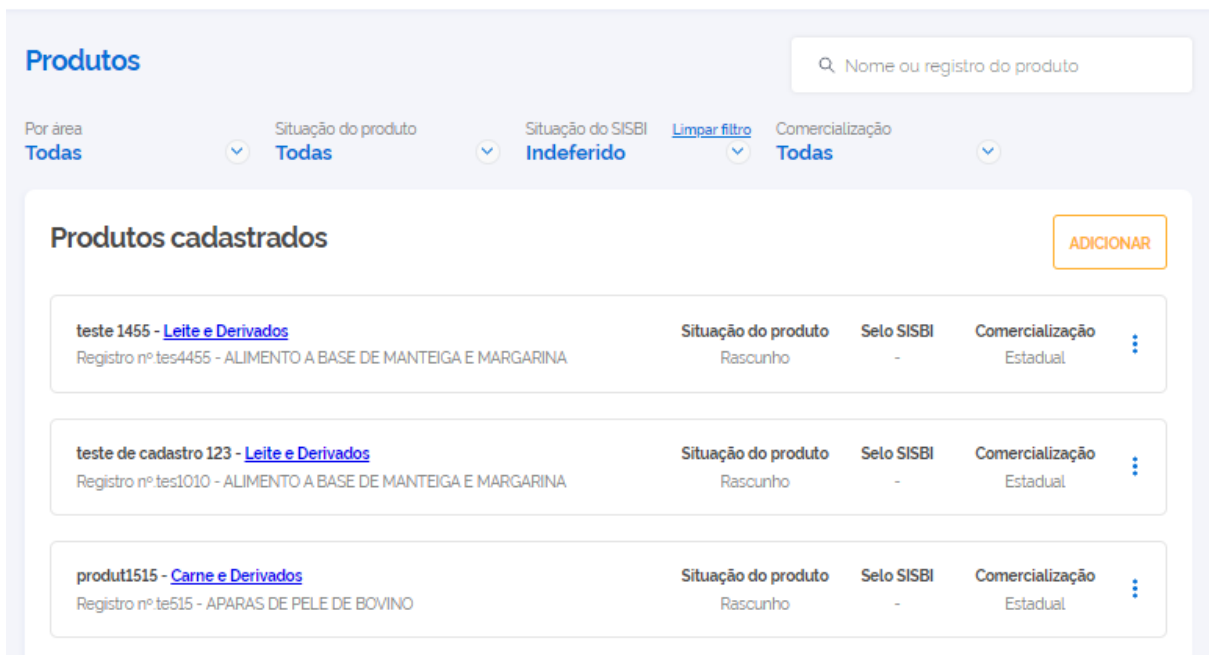 Produtos
Nome ou registro do produto
Por área
Todas
Situação do produto
Todas
Situação do SISBI
Limpar filtro
Indeferido
Comercialização
Todas
Produtos cadastrados
ADICIONAR
teste 1455 - Leite e Derivados
Registro nº.tes4455 - ALIMENTO A BASE DE MANTEIGA E MARGARINA
Situação do produto
Rascunho
Selo SISBI
-
Comercialização
Estadual
teste de cadastro 123 - Leite e Derivados
Registro nº.tes1010 - ALIMENTO A BASE DE MANTEIGA E MARGARINA
Situação do produto
Rascunho
Selo SISBI
-
Comercialização
Estadual
produt1515 - Carne e Derivados
Registro nº.te515 - APARAS DE PELE DE BOVINO
Situação do produto
Rascunho
Selo SISBI
-
Comercialização
Estadual